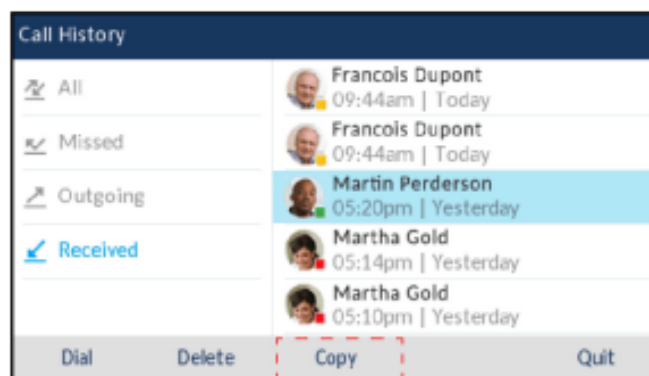 Call History
All
Missed
Outgoing
Received
Francois Dupont
09:44am | Today
Francois Dupont
09:44am | Today
Martin Perderson
05:20pm | Yesterday
Martha Gold
05:14pm | Yesterday
Martha Gold
05:10pm | Yesterday
Dial Delete Copy Quit